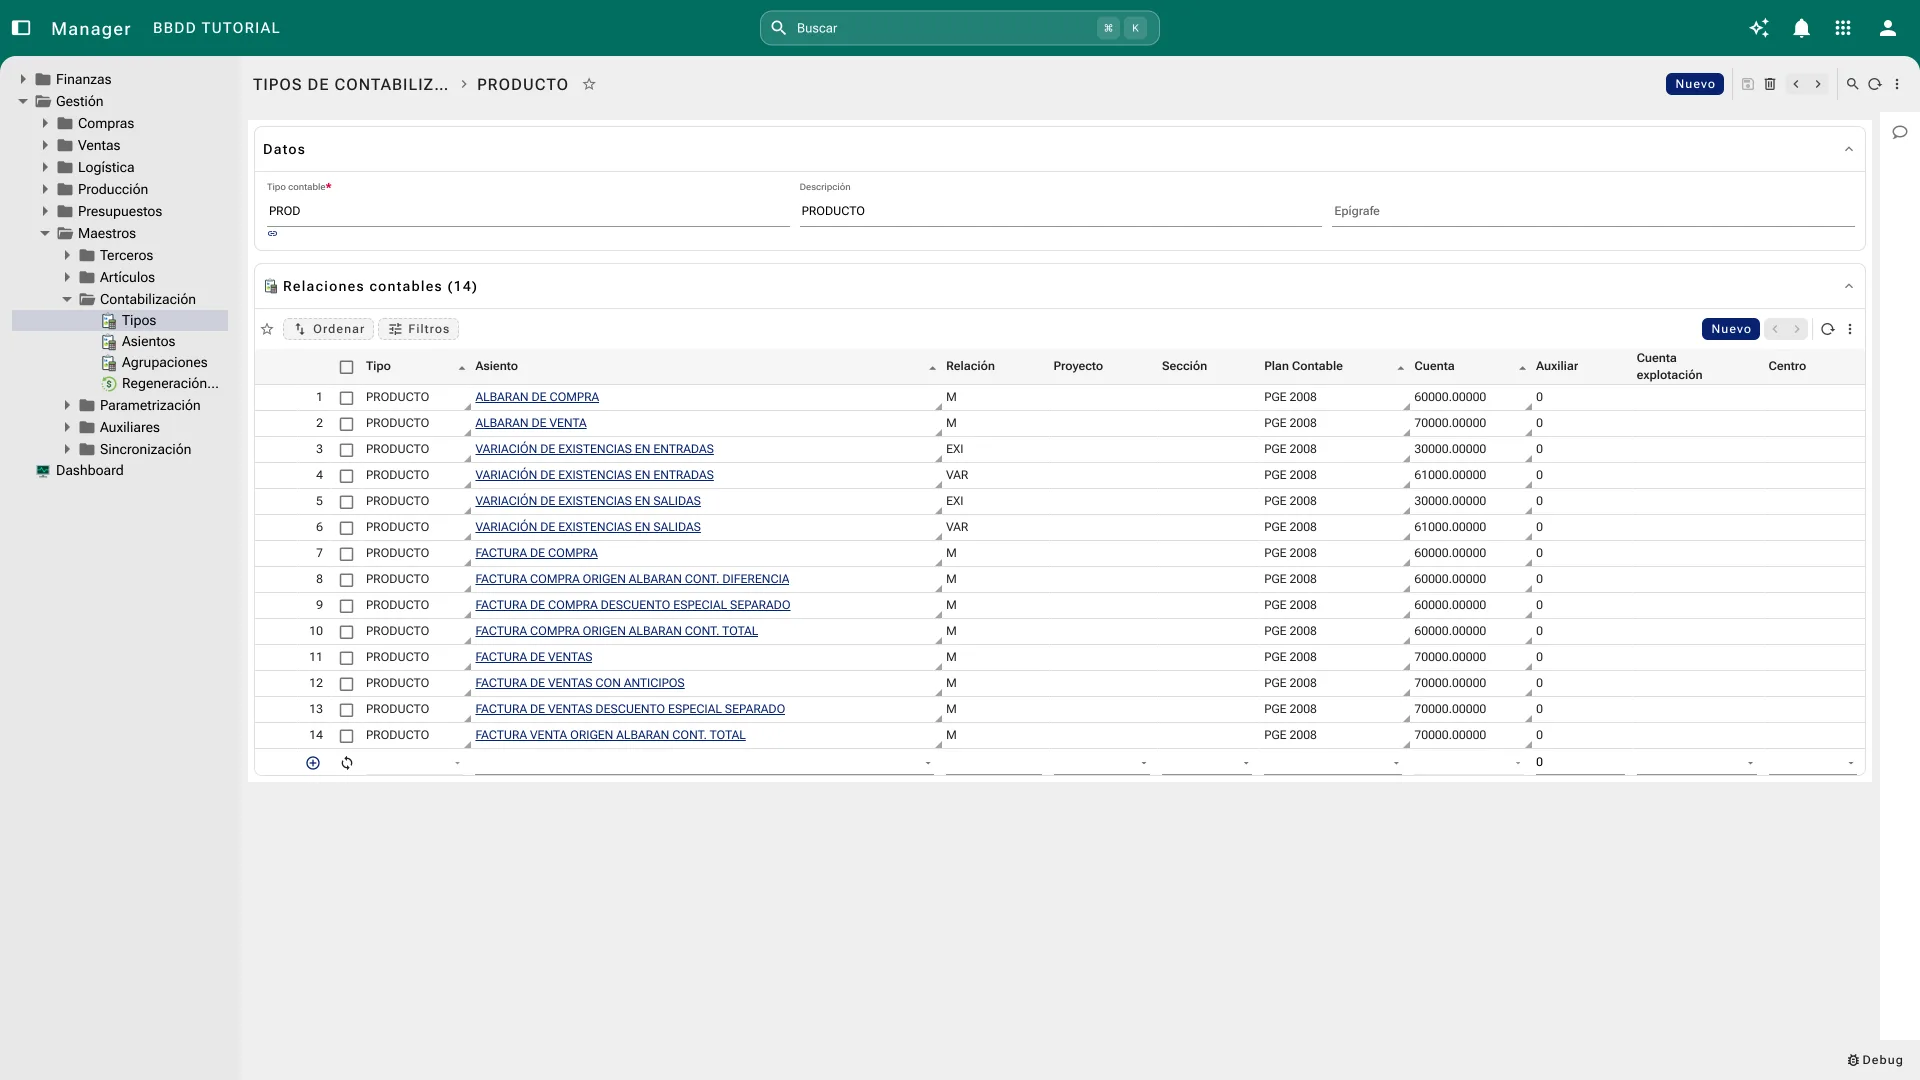 Manager BBDD TUTORIAL Buscar ⌘ K
Finanzas
Gestión
Compras
Ventas
Logística
Producción
Presupuestos
Maestros
Terceros
Artículos
Contabilización
Tipos
Asientos
Agrupaciones
Regeneración...
Parametrización
Auxiliares
Sincronización
Dashboard
TIPOS DE CONTABILIZ... > PRODUCTO Nuevo
Datos
Tipo contable* Descripción
PROD PRODUCTO Epígrafe
Relaciones contables (14)
Ordenar Filtros Nuevo
Tipo Asiento Relación Proyecto Sección Plan Contable Cuenta Auxiliar Cuenta explotación Centro
1 PRODUCTO ALBARAN DE COMPRA M PGE 2008 60000.00000 0
2 PRODUCTO ALBARAN DE VENTA M PGE 2008 70000.00000 0
3 PRODUCTO VARIACIÓN DE EXISTENCIAS EN ENTRADAS EXI PGE 2008 30000.00000 0
4 PRODUCTO VARIACIÓN DE EXISTENCIAS EN ENTRADAS VAR PGE 2008 61000.00000 0
5 PRODUCTO VARIACIÓN DE EXISTENCIAS EN SALIDAS EXI PGE 2008 30000.00000 0
6 PRODUCTO VARIACIÓN DE EXISTENCIAS EN SALIDAS VAR PGE 2008 61000.00000 0
7 PRODUCTO FACTURA DE COMPRA M PGE 2008 60000.00000 0
8 PRODUCTO FACTURA COMPRA ORIGEN ALBARAN CONT. DIFERENCIA M PGE 2008 60000.00000 0
9 PRODUCTO FACTURA DE COMPRA DESCUENTO ESPECIAL SEPARADO M PGE 2008 60000.00000 0
10 PRODUCTO FACTURA COMPRA ORIGEN ALBARAN CONT. TOTAL M PGE 2008 60000.00000 0
11 PRODUCTO FACTURA DE VENTAS M PGE 2008 70000.00000 0
12 PRODUCTO FACTURA DE VENTAS CON ANTICIPOS M PGE 2008 70000.00000 0
13 PRODUCTO FACTURA DE VENTAS DESCUENTO ESPECIAL SEPARADO M PGE 2008 70000.00000 0
14 PRODUCTO FACTURA VENTA ORIGEN ALBARAN CONT. TOTAL M PGE 2008 70000.00000 0
0
Debug